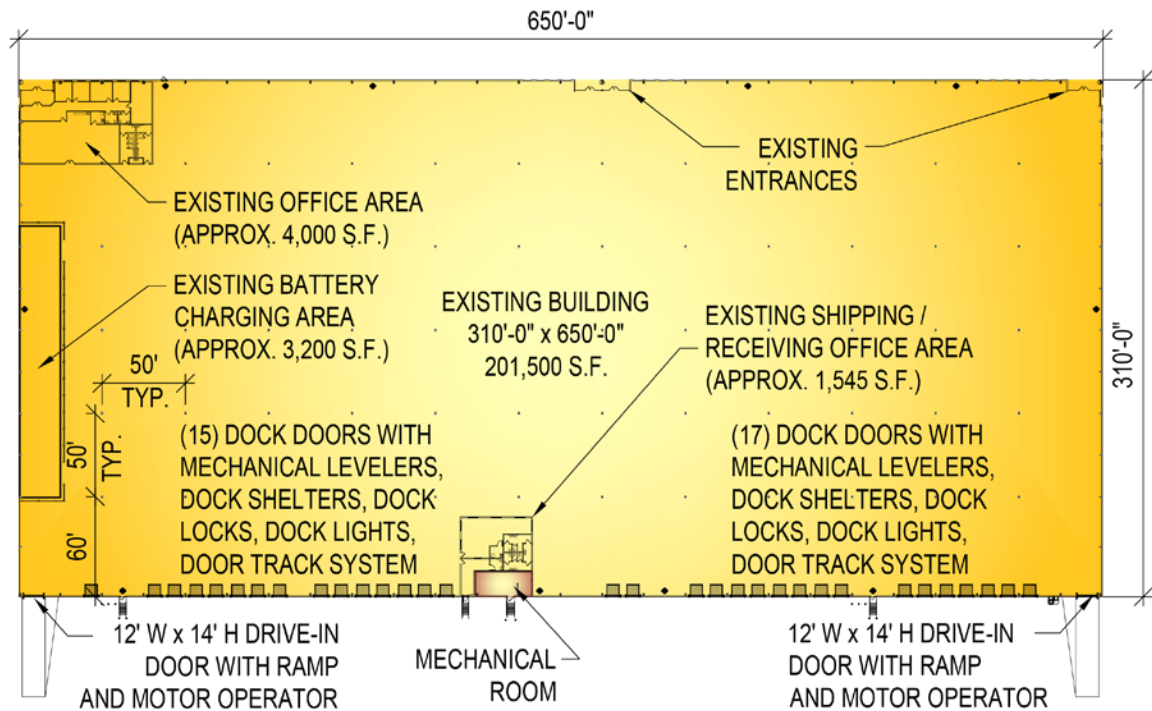 650'-0"
EXISTING
ENTRANCES
EXISTING OFFICE AREA
(APPROX. 4,000 S.F.)
EXISTING BATTERY
CHARGING AREA
(APPROX. 3,200 S.F.)
EXISTING BUILDING
310'-0" x 650'-0"
201,500 S.F.
EXISTING SHIPPING /
RECEIVING OFFICE AREA
(APPROX. 1,545 S.F.)
310'-0"
50'
TYP.
50'
TYP.
60'
(15) DOCK DOORS WITH
MECHANICAL LEVELERS,
DOCK SHELTERS, DOCK
LOCKS, DOCK LIGHTS,
DOOR TRACK SYSTEM
(17) DOCK DOORS WITH
MECHANICAL LEVELERS,
DOCK SHELTERS, DOCK
LOCKS, DOCK LIGHTS,
DOOR TRACK SYSTEM
12' W x 14' H DRIVE-IN
DOOR WITH RAMP
AND MOTOR OPERATOR
MECHANICAL
ROOM
12' W x 14' H DRIVE-IN
DOOR WITH RAMP
AND MOTOR OPERATOR